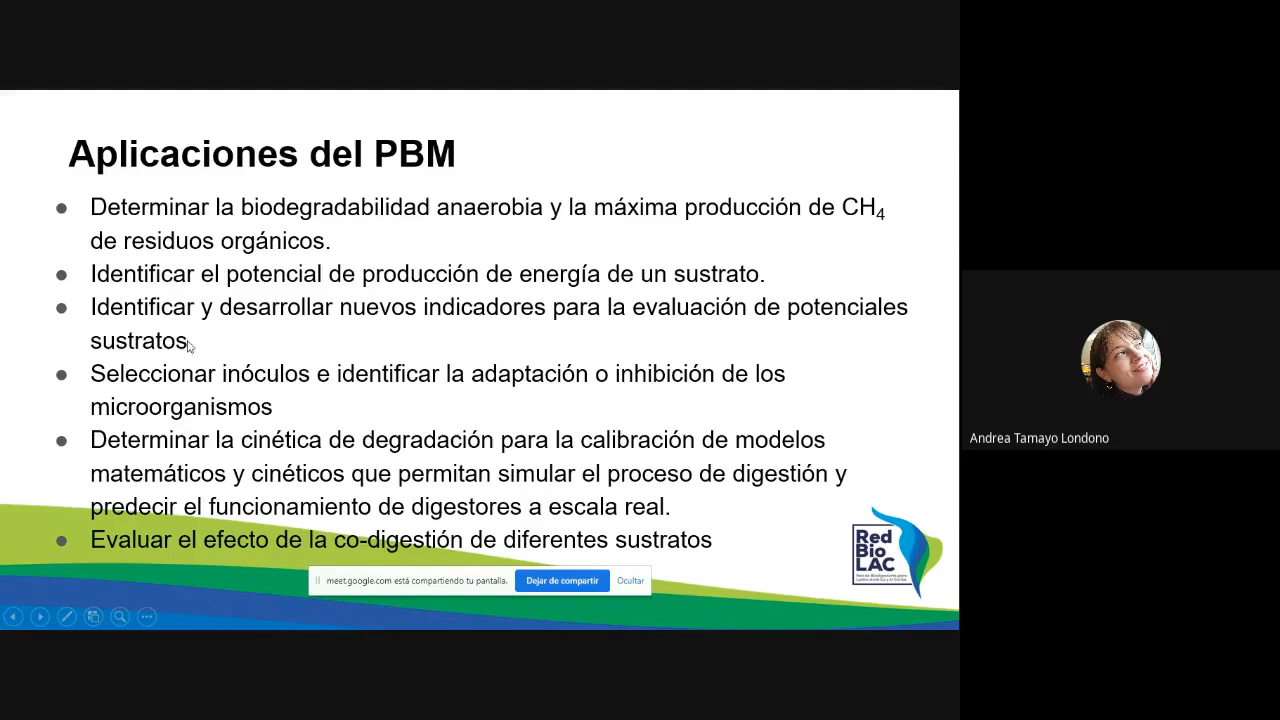 Aplicaciones del PBM
● Determinar la biodegradabilidad anaerobia y la máxima producción de CH4
de residuos orgánicos.
● Identificar el potencial de producción de energía de un sustrato.
● Identificar y desarrollar nuevos indicadores para la evaluación de potenciales
sustratos.
● Seleccionar inóculos e identificar la adaptación o inhibición de los
microorganismos
● Determinar la cinética de degradación para la calibración de modelos
matemáticos y cinéticos que permitan simular el proceso de digestión y
predecir el funcionamiento de digestores a escala real.
● Evaluar el efecto de la co-digestión de diferentes sustratos
Red
Bio
LAC
meet.google.com está compartiendo tu pantalla. Dejar de compartir Ocultar
Andrea Tamayo Londono